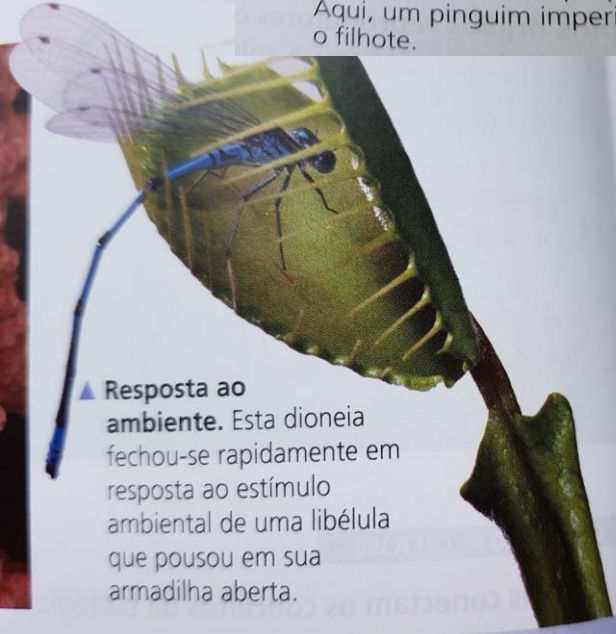 Aqui, um pinguim imperi
o filhote.
Resposta ao
ambiente. Esta dioneia
fechou-se rapidamente em
resposta ao estímulo
ambiental de uma libélula
que pousou em sua
armadilha aberta.